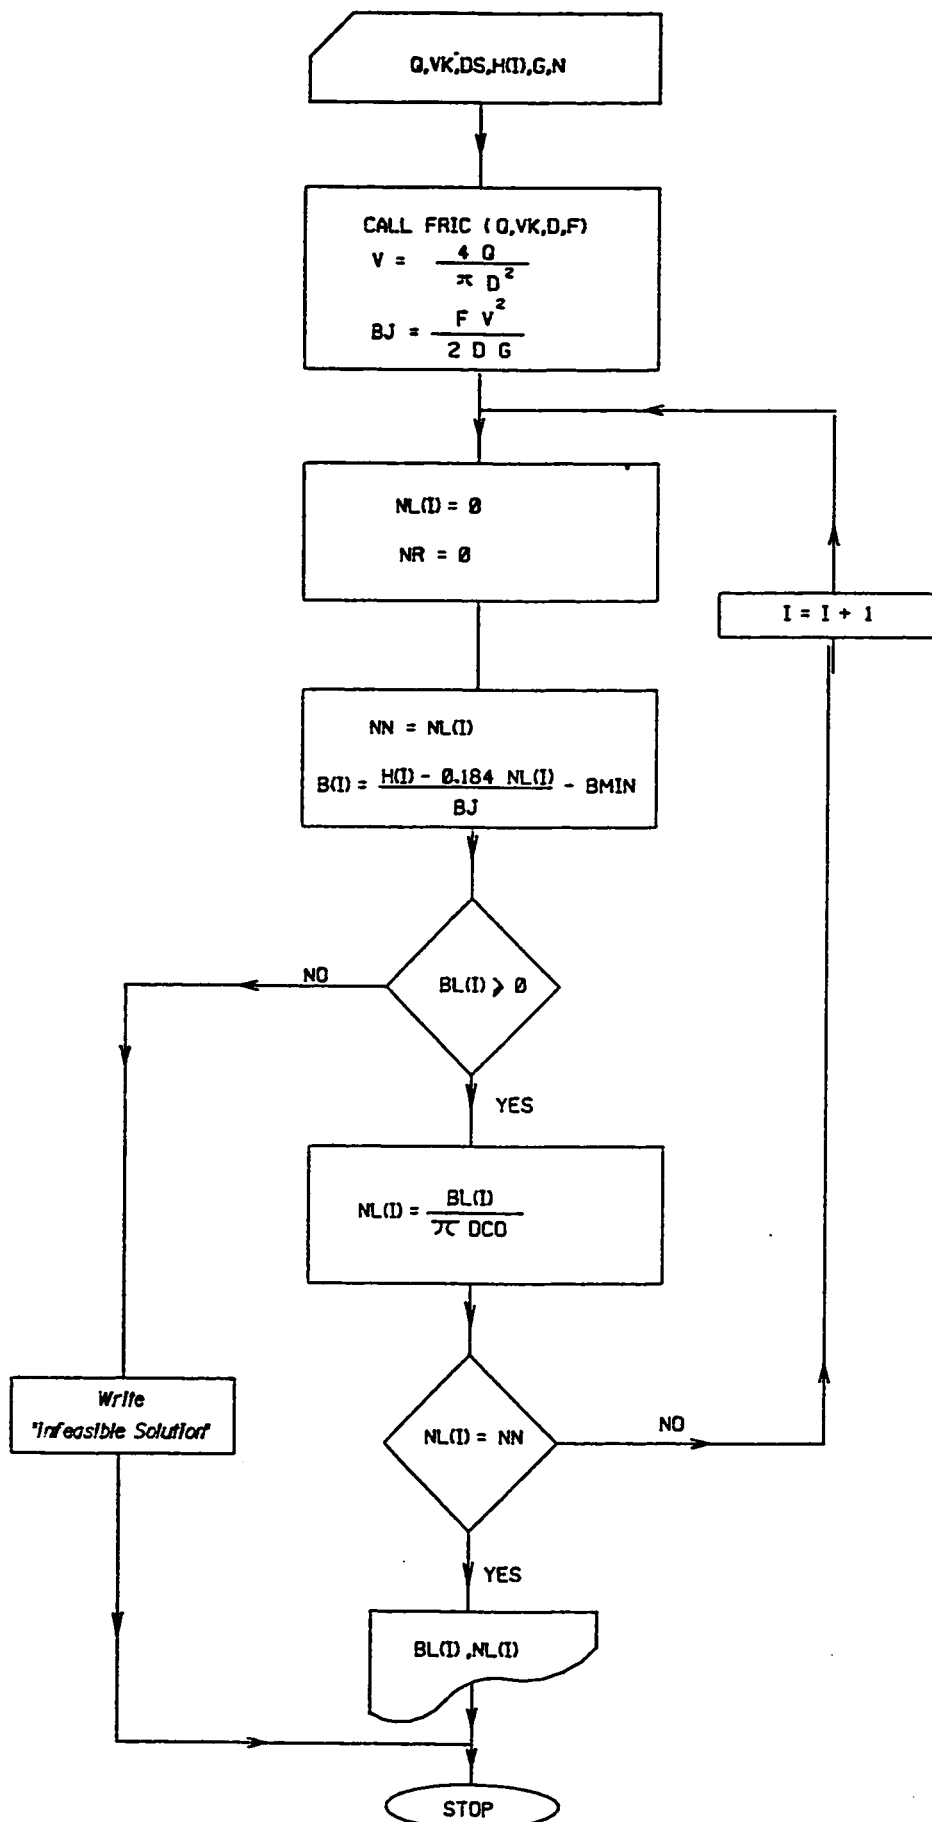 Q,VK,DS,H(I),G,N
CALL FRIC (Q,VK,D,F)
V = 4 Q / π D²
BJ = F V² / 2 D G
NL(I) = 0
NR = 0
I = I + 1
NN = NL(I)
B(I) = H(I) - 0.184 NL(I) / BJ - BMIN
NO
BL(I) ⩾ 0
YES
NL(I) = BL(I) / π DCO
Write
"Infeasible Solution"
NL(I) = NN
NO
YES
BL(I),NL(I)
STOP